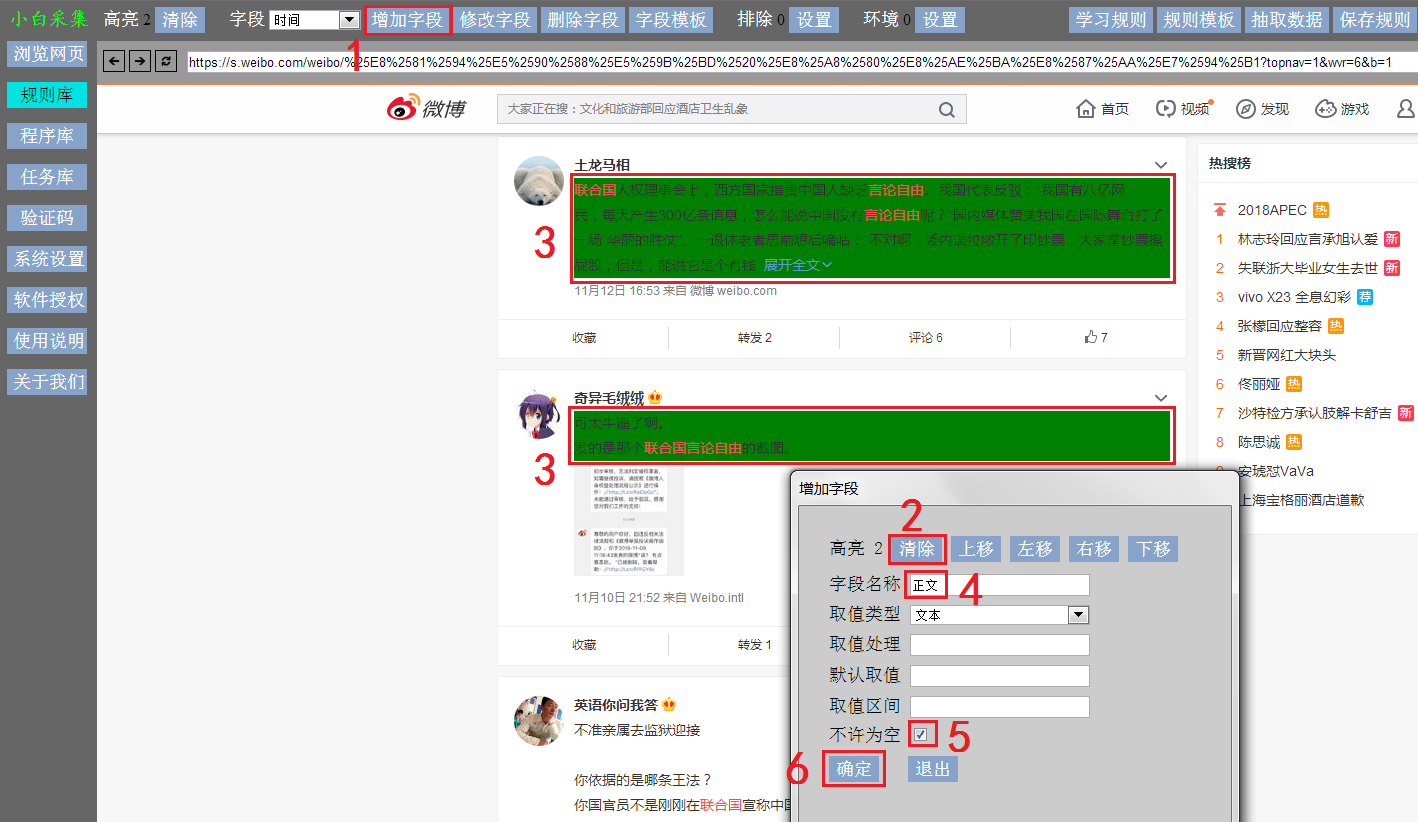 小白采集 高亮 2 清除 字段 时间 增加字段 修改字段 删除字段 字段模板 排除 0 设置 环境 0 设置 学习规则 规则模板 抽取数据 保存规则
1
浏览网页
规则库
程序库
任务库
验证码
系统设置
软件授权
使用说明
关于我们
https://s.weibo.com/weibo/%25E8%2581%2594%25E5%2590%2588%25E5%259B%25BD%2520%25E8%25A8%2580%25E8%25AE%25BA%25E8%2587%25AA%25E7%2594%25B1?topnav=1&wvr=6&b=1
微博 大家正在搜：文化和旅游部回应酒店卫生乱象 首页 视频 发现 游戏
土龙马相
3
联合国人权理事会上，西方国家指责中国人缺乏言论自由。我国代表反驳："我国有八亿网
民，每天产生300亿条信息，怎么能说中国没有言论自由呢？"国内媒体赞美我国在国际舞台打了
一场"华丽的胜仗"。一退休老者思前想后嘀咕："不对啊，委内瑞拉敞开了印钞票，大家拿钞票擦
屁股，但是，能说它是个有钱 展开全文
11月12日 16:53 来自 微博 weibo.com
收藏 转发 2 评论 6 7
奇异毛绒绒
3
可太牛逼了啊。
发的是那个联合国言论自由的截图。
11月10日 21:52 来自 Weibo.intl
收藏 转发 1
英语你问我答
不准亲属去监狱迎接
你依据的是哪条王法？
你国官员不是刚刚在联合国宣称中国
热搜榜
2018APEC 热
1 林志玲回应言承旭认爱 新
2 失联浙大毕业女生去世 新
3 vivo X23 全息幻彩 荐
4 张檬回应整容 热
5 新晋网红大块头
6 佟丽娅 热
7 沙特检方承认肢解卡舒吉 新
8 陈思诚 热
安琥怼VaVa
上海宝格丽酒店道歉
增加字段
2
高亮 2 清除 上移 左移 右移 下移
字段名称 正文 4
取值类型 文本
取值处理
默认取值
取值区间
不许为空 5
6 确定 退出